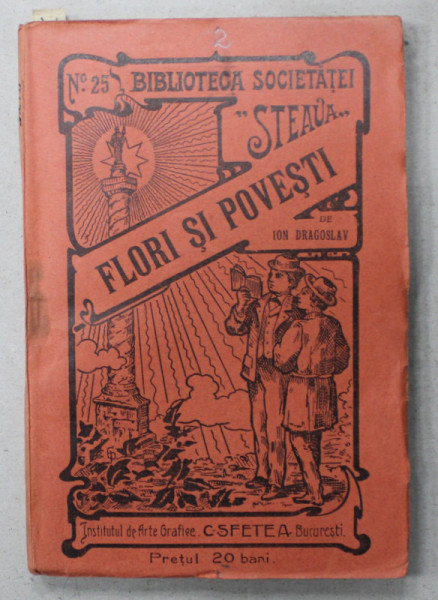 2
No. 25 BIBLIOTECA SOCIETĂŢEI
"STEAUA"
FLORI ŞI POVEŞTI
DE
ION DRAGOSLAV
Institutul de Arte Grafice C. SFETEA Bucureşti.
Preţul 20 bani.